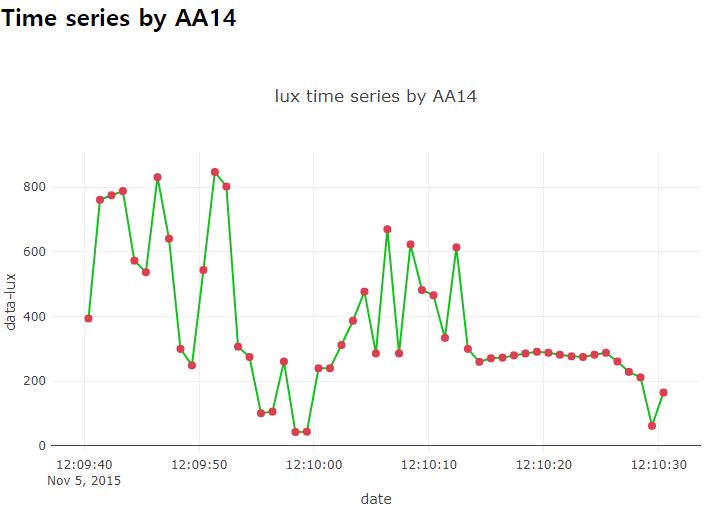 Time series by AA14
lux time series by AA14
data-lux
800
600
400
200
0
12:09:40
12:09:50
12:10:00
12:10:10
12:10:20
12:10:30
Nov 5, 2015
date